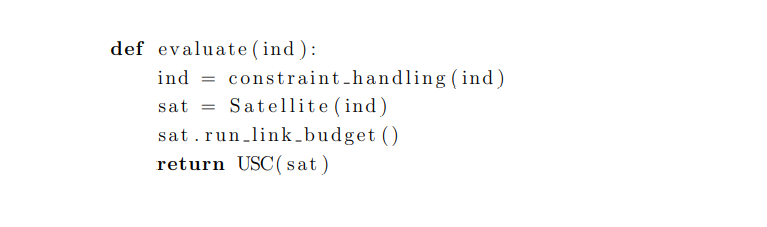 def evaluate(ind):
    ind = constraint_handling(ind)
    sat = Satellite(ind)
    sat.run_link_budget()
    return USC(sat)